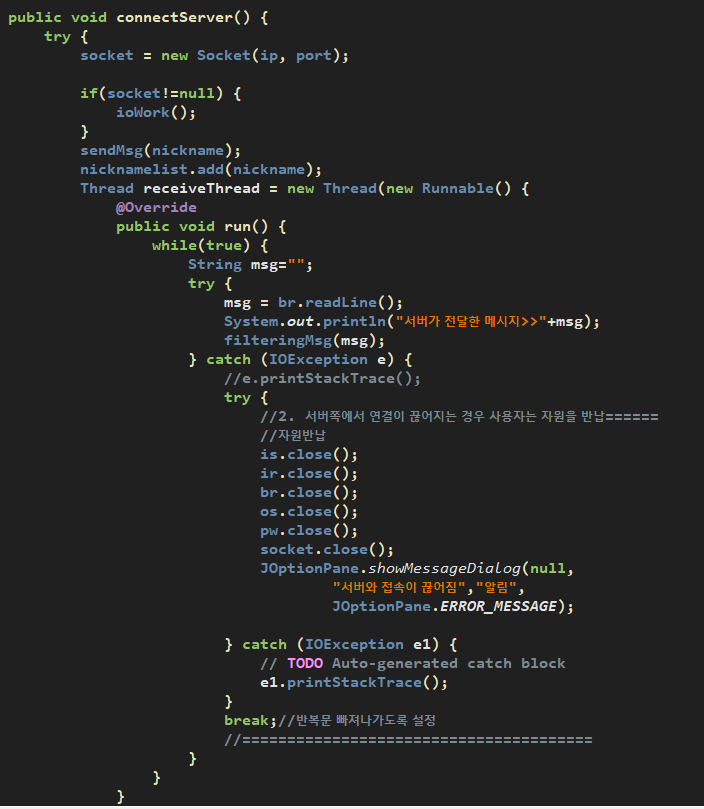 public void connectServer() {
    try {
        socket = new Socket(ip, port);
        if(socket!=null) {
            ioWork();
        }
        sendMsg(nickname);
        nicknamelist.add(nickname);
        Thread receiveThread = new Thread(new Runnable() {
            @Override
            public void run() {
                while(true) {
                    String msg="";
                    try {
                        msg = br.readLine();
                        System.out.println("서버가 전달한 메시지>>"+msg);
                        filteringMsg(msg);
                    } catch (IOException e) {
                        //e.printStackTrace();
                        try {
                            //2. 서버쪽에서 연결이 끊어지는 경우 사용자는 자원을 반납======
                            //자원반납
                            is.close();
                            ir.close();
                            br.close();
                            os.close();
                            pw.close();
                            socket.close();
                            JOptionPane.showMessageDialog(null,
                                    "서버와 접속이 끊어짐","알림",
                                    JOptionPane.ERROR_MESSAGE);
                        } catch (IOException e1) {
                            // TODO Auto-generated catch block
                            e1.printStackTrace();
                        }
                        break;//반복문 빠져나가도록 설정
                        //=======================================
                    }
                }
            }